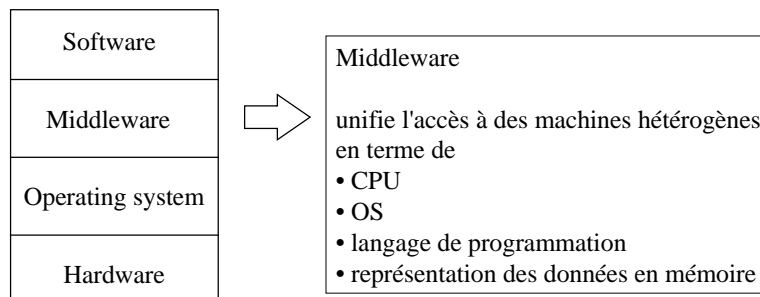 Software
Middleware
Operating system
Hardware
Middleware
unifie l'accès à des machines hétérogènes
en terme de
• CPU
• OS
• langage de programmation
• représentation des données en mémoire